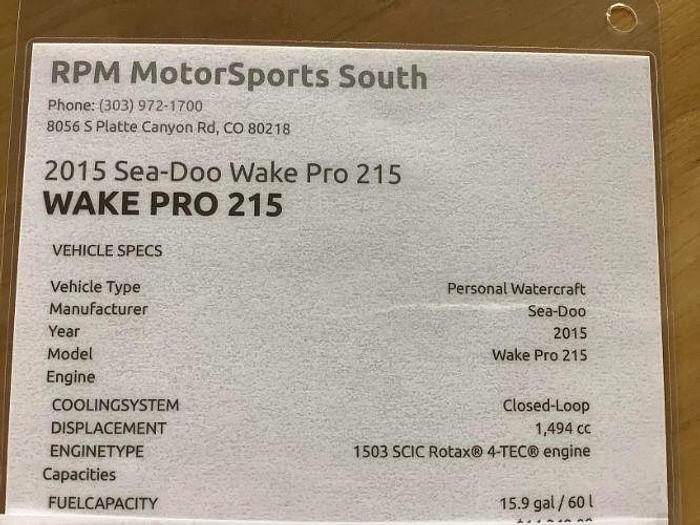 RPM MotorSports South
Phone: (303) 972-1700
8056 S Platte Canyon Rd, CO 80218
2015 Sea-Doo Wake Pro 215
WAKE PRO 215
VEHICLE SPECS
Vehicle Type Personal Watercraft
Manufacturer Sea-Doo
Year 2015
Model Wake Pro 215
Engine
COOLINGSYSTEM Closed-Loop
DISPLACEMENT 1,494 cc
ENGINETYPE 1503 SCIC Rotax® 4-TEC® engine
Capacities
FUELCAPACITY 15.9 gal / 60 l